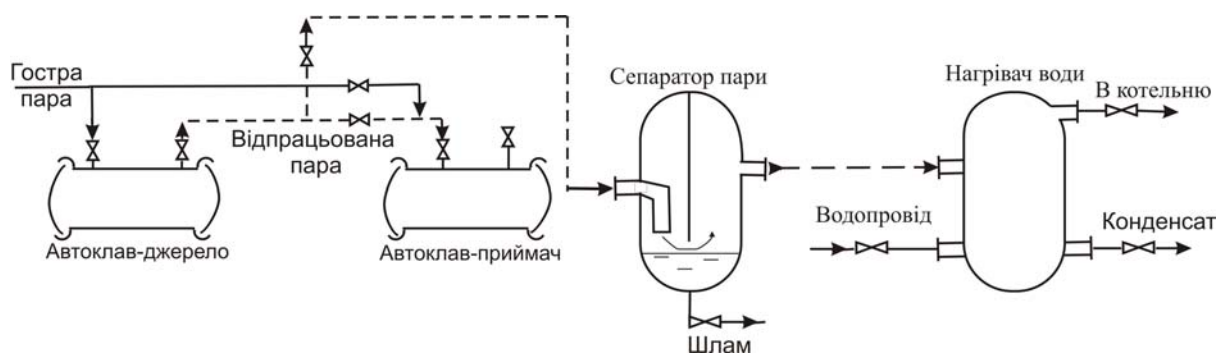 Гостра
пара
Відпрацьована
пара
Автоклав-джерело
Автоклав-приймач
Сепаратор пари
Шлам
Нагрівач води
В котельню
Водопровід
Конденсат